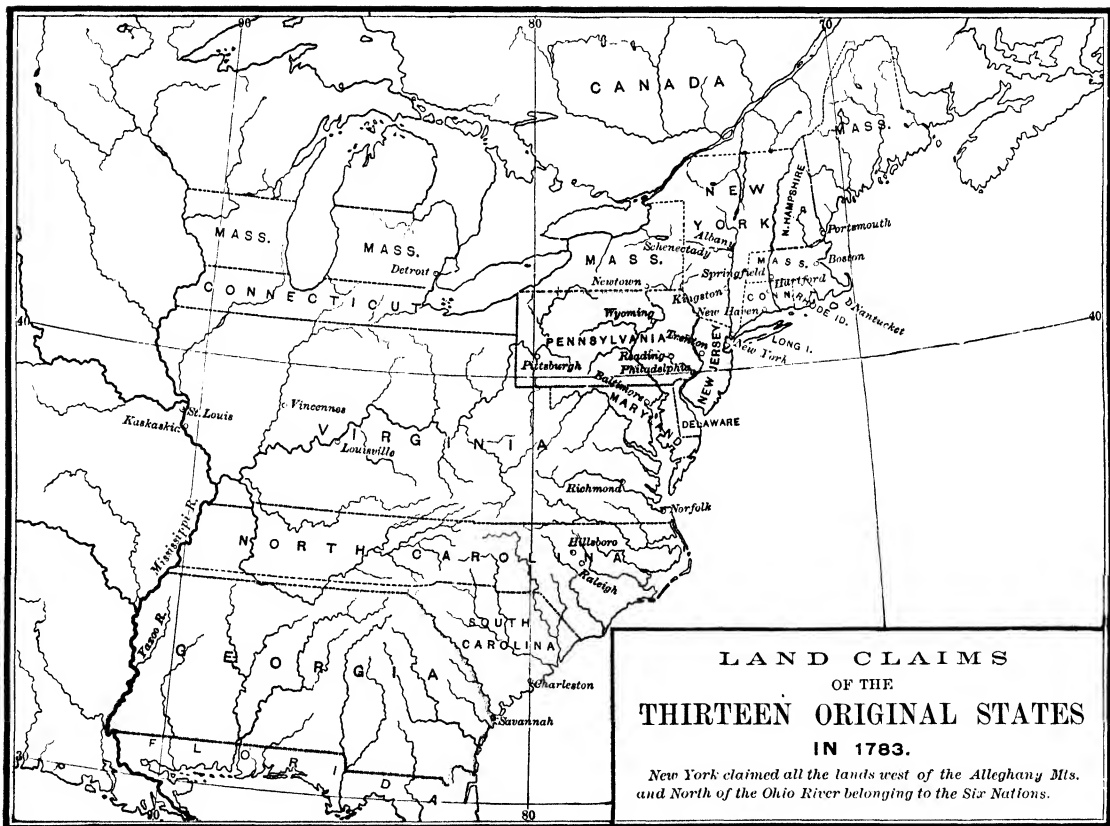 90
80
70
CANADA
MASS.
NEW
YORK
N. HAMPSHIRE
Portsmouth
MASS.
MASS.
Detroit
MASS.
Albany
Schenectady
MASS.
Boston
Springfield
Hartford
Newtown
Kingston
CONN.
RHODE ID.
Nantucket
CONNECTICUT
New Haven
Wyoming
LONG I.
New York
40
40
PENNSYLVANIA
Trenton
NEW JERSEY
Pittsburgh
Reading
Philadelphia
Baltimore
MARYLAND
DELAWARE
St. Louis
Kaskaskia
Vincennes
VIRGINIA
Louisville
Richmond
Norfolk
Mississippi R.
NORTH CAROLINA
Hillsboro
Raleigh
Yazoo R.
SOUTH
CAROLINA
GEORGIA
Charleston
Savannah
FLORIDA
30
90
80
LAND CLAIMS
OF THE
THIRTEEN ORIGINAL STATES
IN 1783.
New York claimed all the lands west of the Alleghany Mts.
and North of the Ohio River belonging to the Six Nations.